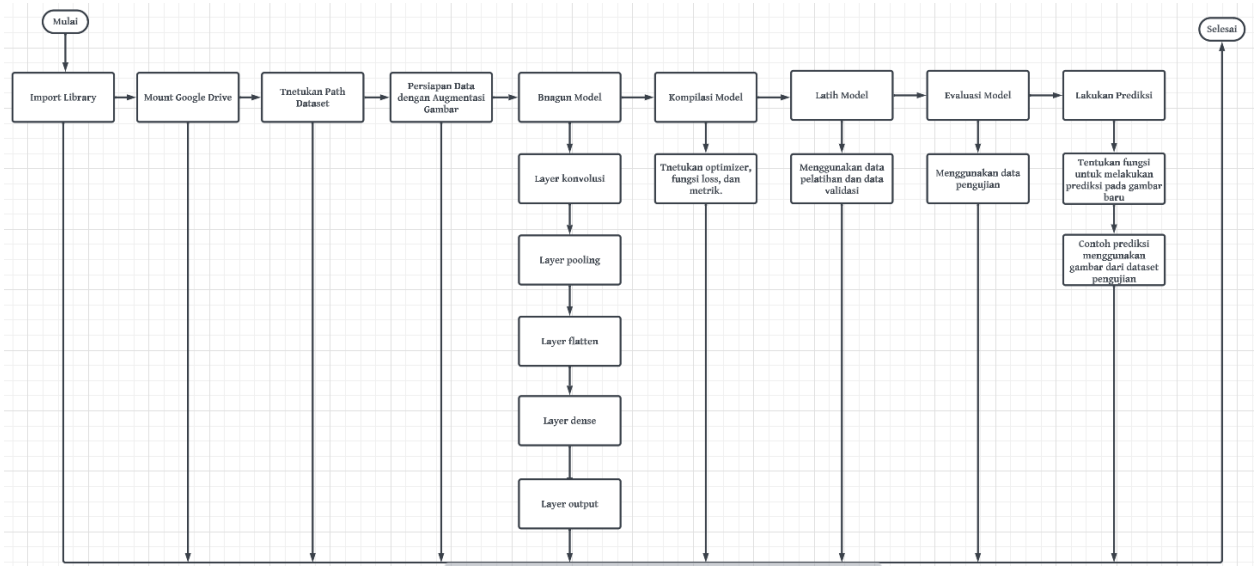 Mulai
Selesai
Import Library
Mount Google Drive
Tnetukan Path
Dataset
Persiapan Data
dengan Augmentasi
Gambar
Bnagun Model
Kompilasi Model
Latih Model
Evaluasi Model
Lakukan Prediksi
Layer konvolusi
Tnetukan optimizer,
fungsi loss, dan
metrik.
Menggunakan data
pelatihan dan data
validasi
Menggunakan data
pengujian
Tentukan fungsi
untuk melakukan
prediksi pada gambar
baru
Layer pooling
Contoh prediksi
menggunakan
gambar dari dataset
pengujian
Layer flatten
Layer dense
Layer output